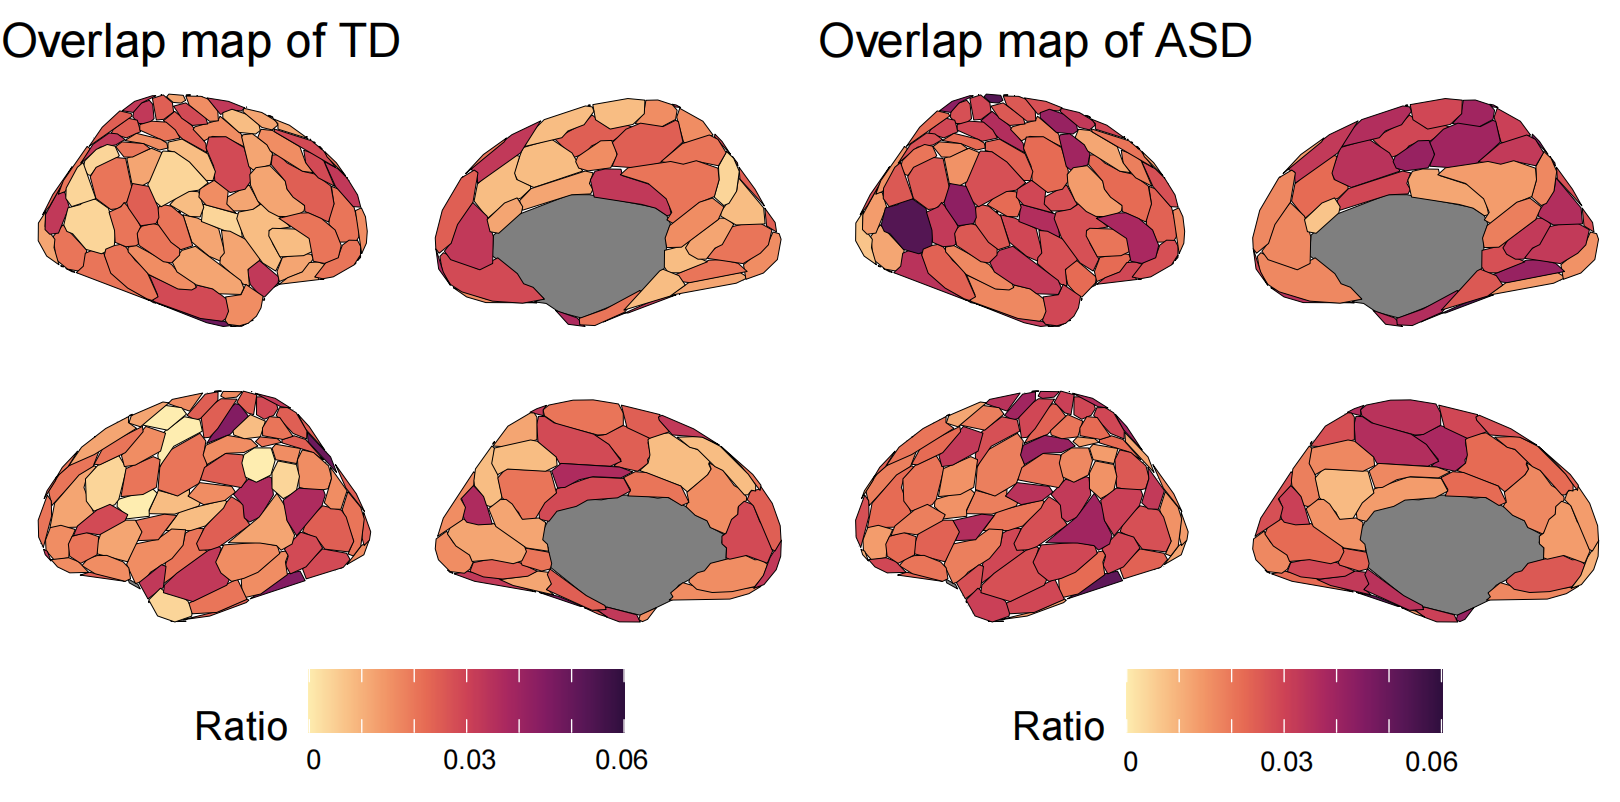 Overlap map of TD
Overlap map of ASD
Ratio
0 0.03 0.06
Ratio
0 0.03 0.06